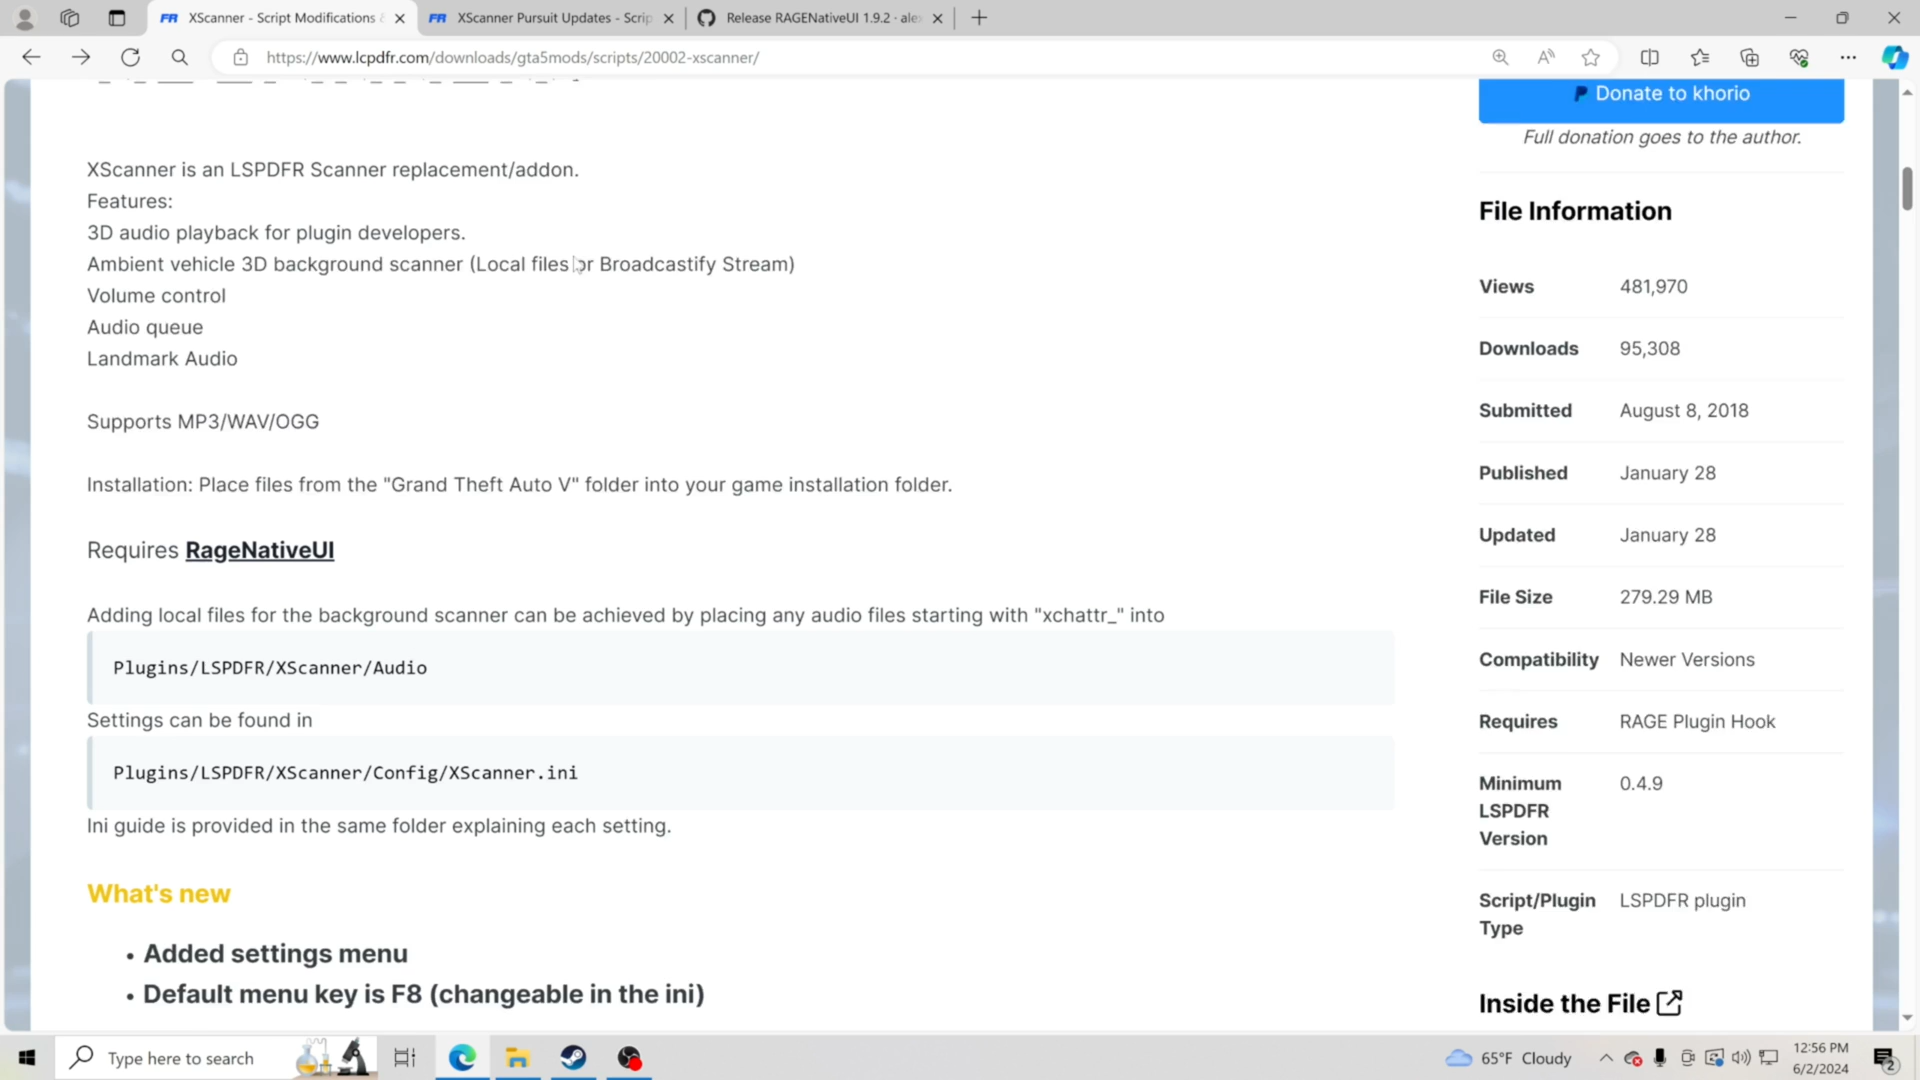 XScanner - Script Modifications &
XScanner Pursuit Updates - Scrip
Release RAGENativeUI 1.9.2 · alex
https://www.lcpdfr.com/downloads/gta5mods/scripts/20002-xscanner/
XScanner is an LSPDFR Scanner replacement/addon.
Features:
3D audio playback for plugin developers.
Ambient vehicle 3D background scanner (Local files or Broadcastify Stream)
Volume control
Audio queue
Landmark Audio
Supports MP3/WAV/OGG
Installation: Place files from the "Grand Theft Auto V" folder into your game installation folder.
Requires RageNativeUI
Adding local files for the background scanner can be achieved by placing any audio files starting with "xchattr_" into
Plugins/LSPDFR/XScanner/Audio
Settings can be found in
Plugins/LSPDFR/XScanner/Config/XScanner.ini
Ini guide is provided in the same folder explaining each setting.
What's new
• Added settings menu
• Default menu key is F8 (changeable in the ini)
Donate to khorio
Full donation goes to the author.
File Information
Views 481,970
Downloads 95,308
Submitted August 8, 2018
Published January 28
Updated January 28
File Size 279.29 MB
Compatibility Newer Versions
Requires RAGE Plugin Hook
Minimum 0.4.9
LSPDFR
Version
Script/Plugin LSPDFR plugin
Type
Inside the File
Type here to search
65°F Cloudy
12:56 PM
6/2/2024
2